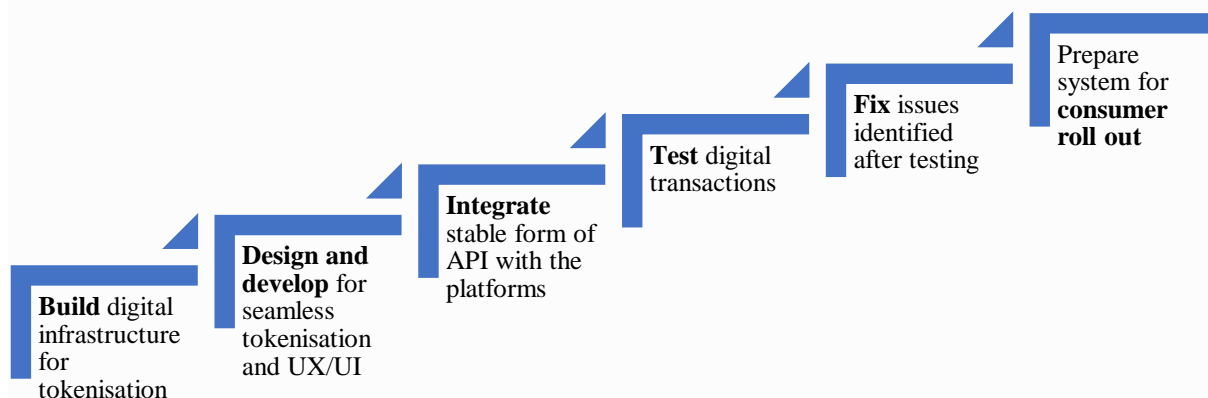 Build digital
infrastructure
for
tokenisation
Design and
develop for
seamless
tokenisation
and UX/UI
Integrate
stable form of
API with the
platforms
Test digital
transactions
Fix issues
identified
after testing
Prepare
system for
consumer
roll out